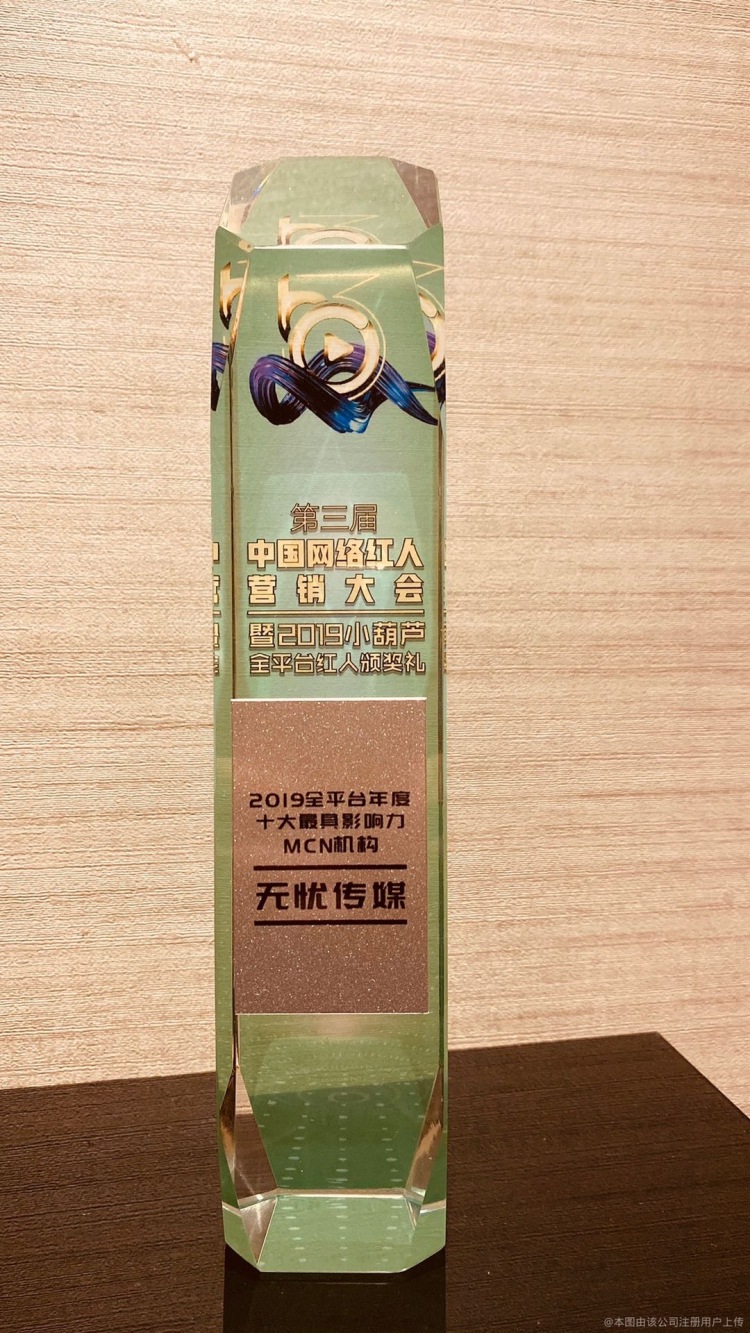 第三届
中国网络红人
营销大会
暨2019小葫芦
全平台红人颁奖礼
2019全平台年度
十大最具影响力
MCN机构
无忧传媒
@本图由该公司注册用户上传